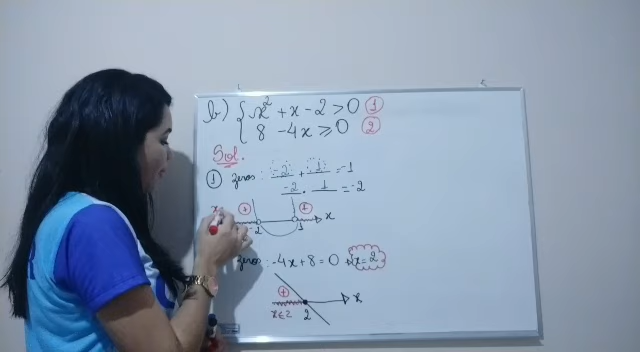 b) { x² + x - 2 > 0 ①
{ 8 - 4x ≥ 0 ②
Sol.
① zeros: -2 + 1 = -1
-2 . 1 = -2
+ +
x
-2 1 x
zeros: -4x + 8 = 0 x = 2
+
x
x ≤ 2 2